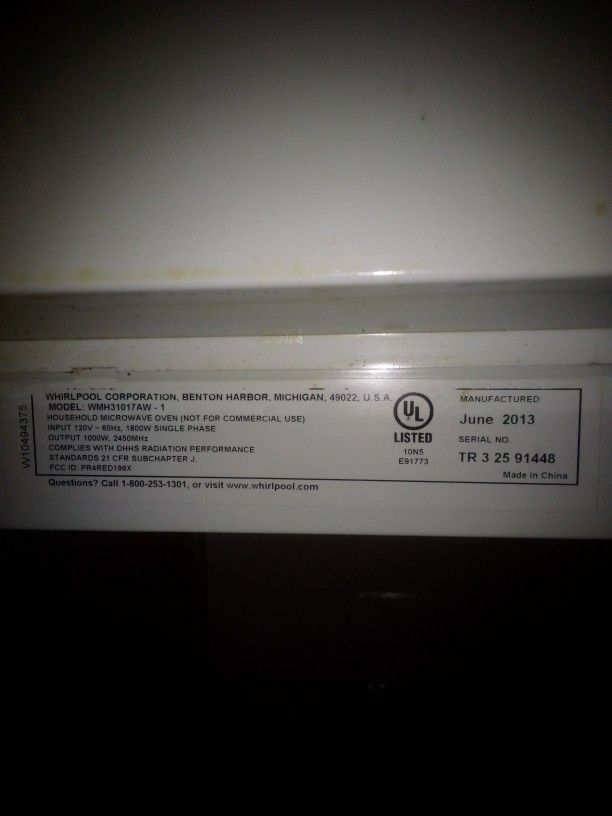 WHIRLPOOL CORPORATION, BENTON HARBOR, MICHIGAN, 49022, U.S.A.
MODEL: WMH31017AW - 1
HOUSEHOLD MICROWAVE OVEN (NOT FOR COMMERCIAL USE)
INPUT 120V ~ 60Hz, 1800W SINGLE PHASE
OUTPUT 1000W, 2450MHz
COMPLIES WITH DHHS RADIATION PERFORMANCE
STANDARDS 21 CFR SUBCHAPTER J.
FCC ID: PR4RED199X
Questions? Call 1-800-253-1301, or visit www.whirlpool.com
W10494375
UL
LISTED
10N5
E91773
MANUFACTURED
June 2013
SERIAL NO.
TR 3 25 91448
Made in China